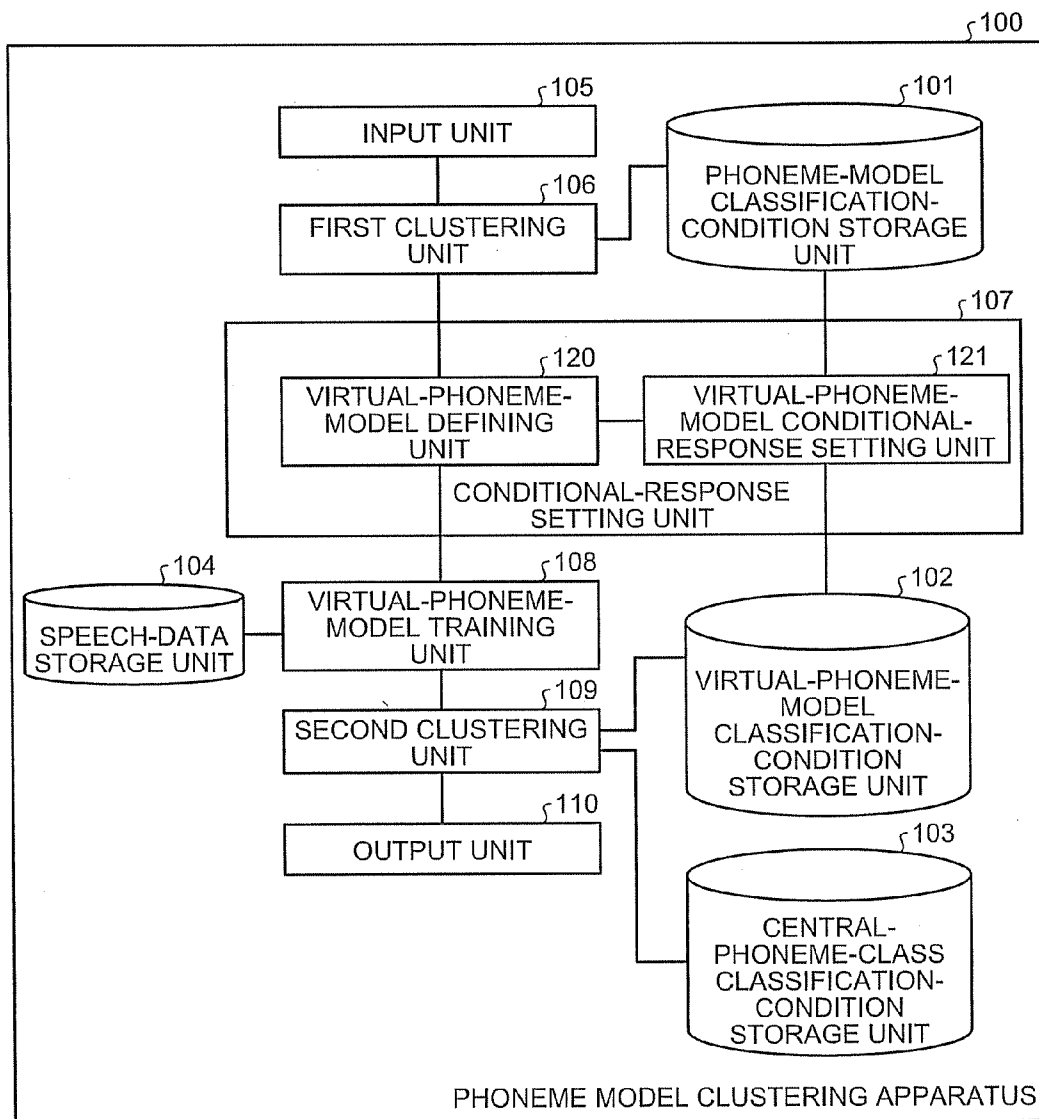 100
105
INPUT UNIT
101
PHONEME-MODEL
CLASSIFICATION-
CONDITION STORAGE
UNIT
106
FIRST CLUSTERING
UNIT
107
120
VIRTUAL-PHONEME-
MODEL DEFINING
UNIT
121
VIRTUAL-PHONEME-
MODEL CONDITIONAL-
RESPONSE SETTING UNIT
CONDITIONAL-RESPONSE
SETTING UNIT
104
SPEECH-DATA
STORAGE UNIT
108
VIRTUAL-PHONEME-
MODEL TRAINING
UNIT
102
VIRTUAL-PHONEME-
MODEL
CLASSIFICATION-
CONDITION
STORAGE UNIT
109
SECOND CLUSTERING
UNIT
110
OUTPUT UNIT
103
CENTRAL-
PHONEME-CLASS
CLASSIFICATION-
CONDITION
STORAGE UNIT
PHONEME MODEL CLUSTERING APPARATUS